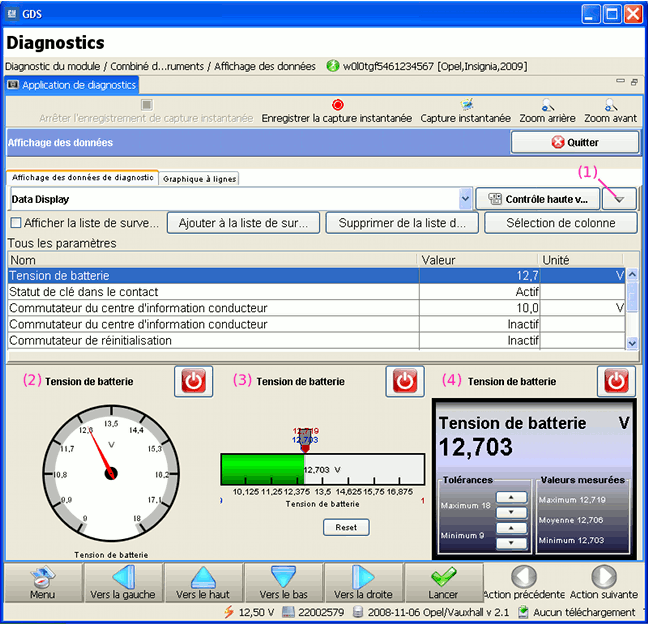 GM GDS
Diagnostics
Diagnostic du module / Combiné d...ruments / Affichage des données w0l0tgf5461234567 [Opel,Insignia,2009]
Application de diagnostics
Arrêter l'enregistrement de capture instantanée Enregistrer la capture instantanée Capture instantanée Zoom arrière Zoom avant
Affichage des données Quitter
(1)
Affichage des données de diagnostic Graphique à lignes
Data Display Contrôle haute v...
Afficher la liste de surve... Ajouter à la liste de sur... Supprimer de la liste d... Sélection de colonne
Tous les paramètres
Nom Valeur Unité
Tension de batterie 12,7 V
Statut de clé dans le contact Actif
Commutateur du centre d'information conducteur 10,0 V
Commutateur du centre d'information conducteur Inactif
Commutateur de réinitialisation Inactif
(2) Tension de batterie (3) Tension de batterie (4) Tension de batterie
12,6 13,5 14,4
11,7 V 15,3
10,8 16,2
9,9 17,1
9 18
Tension de batterie
12,719
12,703
12,703 V
10,125 11,25 12,375 13,5 14,625 15,75 16,875
Tension de batterie
Reset
Tension de batterie V
12,703
Tolérances Valeurs mesurées
Maximum 18 Maximum 12,719
Moyenne 12,706
Minimum 9 Minimum 12,703
Menu Vers la gauche Vers le haut Vers le bas Vers la droite Lancer Action précédente Action suivante
12,50 V 22002579 2008-11-06 Opel/Vauxhall v 2.1 Aucun téléchargement